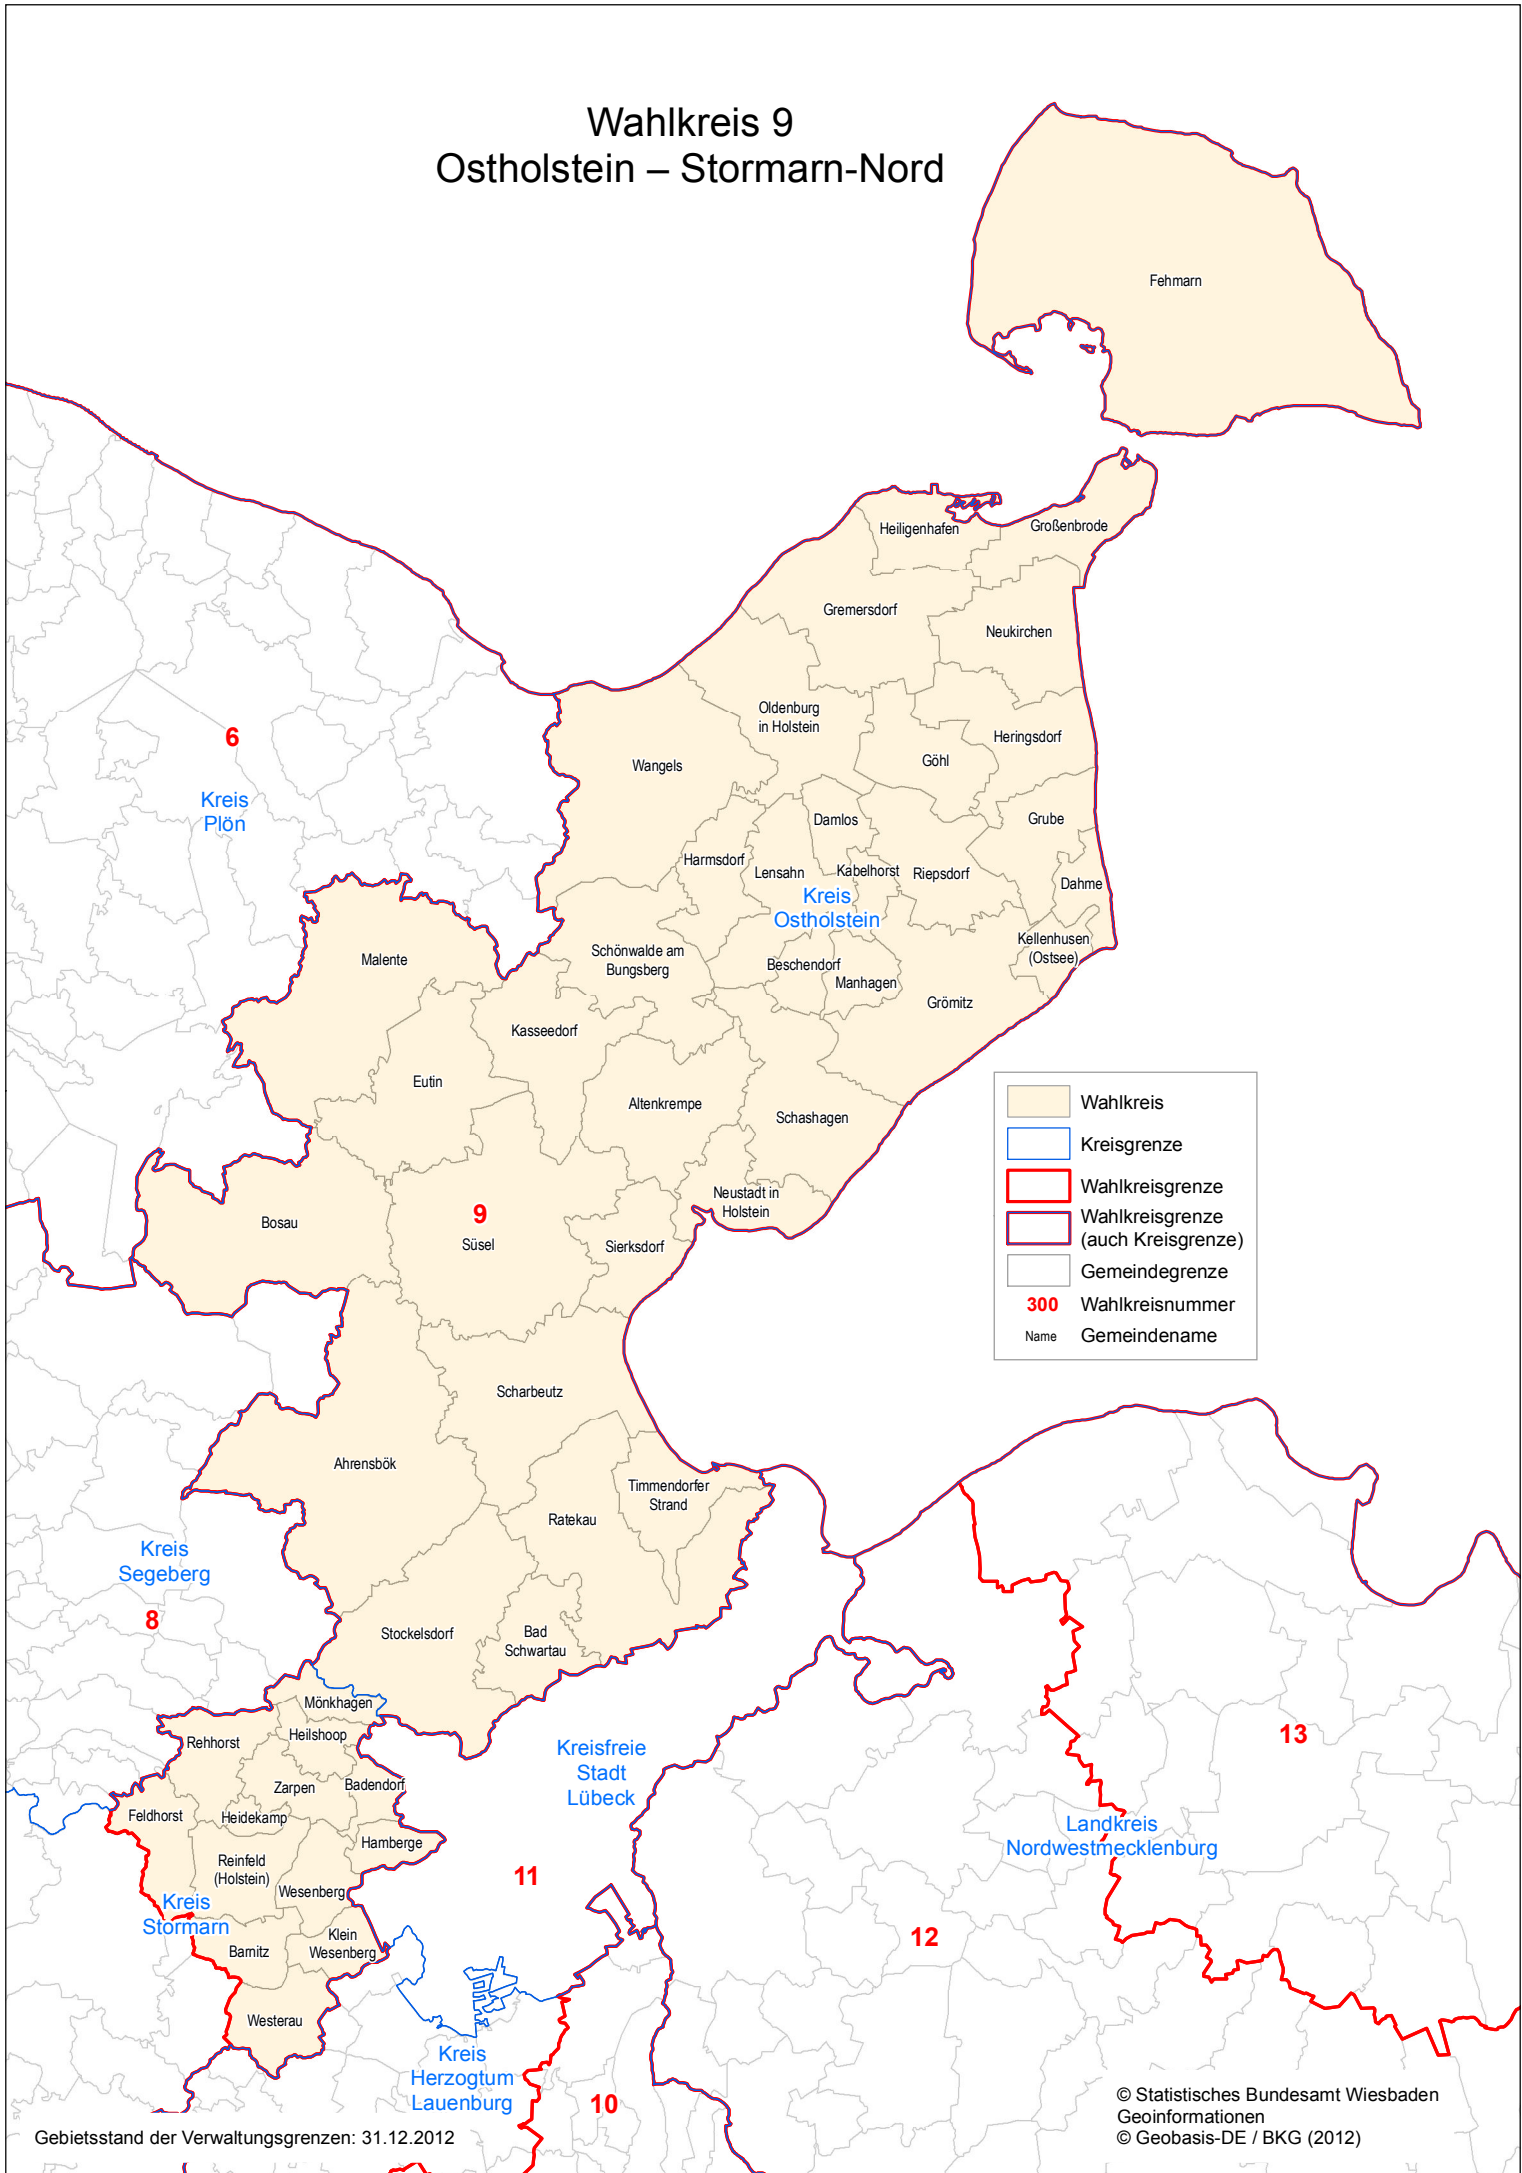 Wahlkreis 9
Ostholstein – Stormarn-Nord
Fehmarn
Heiligenhafen
Großenbrode
Gremersdorf
Neukirchen
Oldenburg
in Holstein
Heringsdorf
6
Göhl
Wangels
Kreis
Plön
Damlos
Grube
Harmsdorf
Lensahn
Kabelhorst
Riepsdorf
Dahme
Kreis
Ostholstein
Kellenhusen
(Ostsee)
Schönwalde am
Bungsberg
Malente
Beschendorf
Manhagen
Grömitz
Kasseedorf
Eutin
Altenkrempe
Schashagen
Wahlkreis
Kreisgrenze
Wahlkreisgrenze
Wahlkreisgrenze
(auch Kreisgrenze)
Gemeindegrenze
300 Wahlkreisnummer
Name Gemeindename
Neustadt in
Holstein
Bosau
9
Süsel
Sierksdorf
Scharbeutz
Ahrensbök
Timmendorfer
Strand
Ratekau
Kreis
Segeberg
8
Stockelsdorf
Bad
Schwartau
Mönkhagen
Heilshoop
Rehhorst
13
Kreisfreie
Stadt
Lübeck
Zarpen
Badendorf
Feldhorst
Heidekamp
Landkreis
Nordwestmecklenburg
Hamberge
Reinfeld
(Holstein)
11
Wesenberg
Kreis
Stormarn
Klein
Wesenberg
Barnitz
12
Westerau
Kreis
Herzogtum
Lauenburg
10
© Statistisches Bundesamt Wiesbaden
Geoinformationen
© Geobasis-DE / BKG (2012)
Gebietsstand der Verwaltungsgrenzen: 31.12.2012